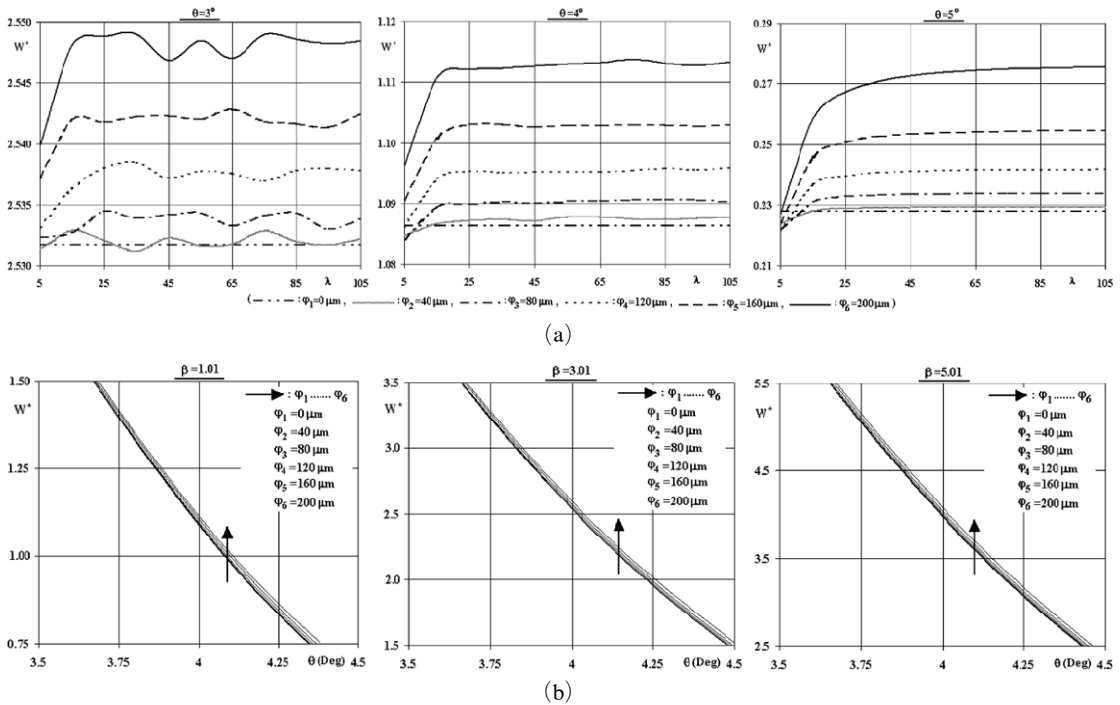 θ=3°
θ=4°
θ=5°
2.550
2.545
2.540
2.535
2.530
W*
5
25
45
65
85
λ
105
1.12
1.11
1.10
1.09
1.08
W*
5
25
45
65
85
λ
105
0.29
0.27
0.25
0.23
0.21
W*
5
25
45
65
85
λ
105
( : φ1=0 μm , : φ2=40 μm , : φ3=80 μm , : φ4=120μm , : φ5=160μm , : φ6=200μm )
(a)
β=1.01
β=3.01
β=5.01
1.50
1.25
1.00
0.75
W*
: φ1 ...... φ6
φ1 =0 μm
φ2 =40 μm
φ3 =80 μm
φ4 =120 μm
φ5 =160 μm
φ6 =200 μm
3.5
3.75
4
4.25
θ (Deg)
4.5
3.5
3.0
2.5
2.0
1.5
W*
: φ1 ...... φ6
φ1 =0 μm
φ2 =40 μm
φ3 =80 μm
φ4 =120 μm
φ5 =160 μm
φ6 =200 μm
3.5
3.75
4
4.25
θ (Deg)
4.5
5.5
4.5
3.5
2.5
W*
: φ1 ...... φ6
φ1 =0 μm
φ2 =40 μm
φ3 =80 μm
φ4 =120 μm
φ5 =160 μm
φ6 =200 μm
3.5
3.75
4
4.25
θ (Deg)
4.5
(b)